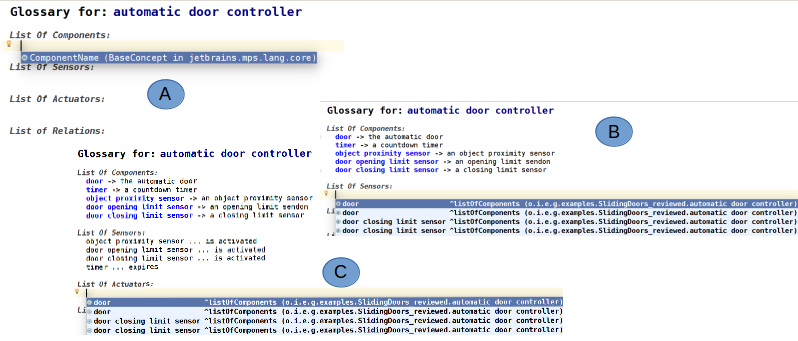 Glossary for: automatic door controller
List Of Components:
ComponentName (BaseConcept in jetbrains.mps.lang.core)
List Of Sensors:
A
List Of Actuators:
List of Relations:
Glossary for: automatic door controller
B
List Of Components:
door -> the automatic door
timer -> a countdown timer
object proximity sensor -> an object proximity sensor
door opening limit sensor -> an opening limit sendon
door closing limit sensor -> a closing limit sensor
List Of Sensors:
door ^listOfComponents (o.i.e.g.examples.SlidingDoors_reviewed.automatic door controller)
door ^listOfComponents (o.i.e.g.examples.SlidingDoors_reviewed.automatic door controller)
door closing limit sensor ^listOfComponents (o.i.e.g.examples.SlidingDoors_reviewed.automatic door controller)
door closing limit sensor ^listOfComponents (o.i.e.g.examples.SlidingDoors_reviewed.automatic door controller)
Glossary for: automatic door controller
List Of Components:
door -> the automatic door
timer -> a countdown timer
object proximity sensor -> an object proximity sensor
door opening limit sensor -> an opening limit sendon
door closing limit sensor -> a closing limit sensor
List Of Sensors:
object proximity sensor ... is activated
door opening limit sensor ... is activated
door closing limit sensor ... is activated
timer ... expires
C
List Of Actuators:
door ^listOfComponents (o.i.e.g.examples.SlidingDoors_reviewed.automatic door controller)
door ^listOfComponents (o.i.e.g.examples.SlidingDoors_reviewed.automatic door controller)
door closing limit sensor ^listOfComponents (o.i.e.g.examples.SlidingDoors_reviewed.automatic door controller)
door closing limit sensor ^listOfComponents (o.i.e.g.examples.SlidingDoors_reviewed.automatic door controller)